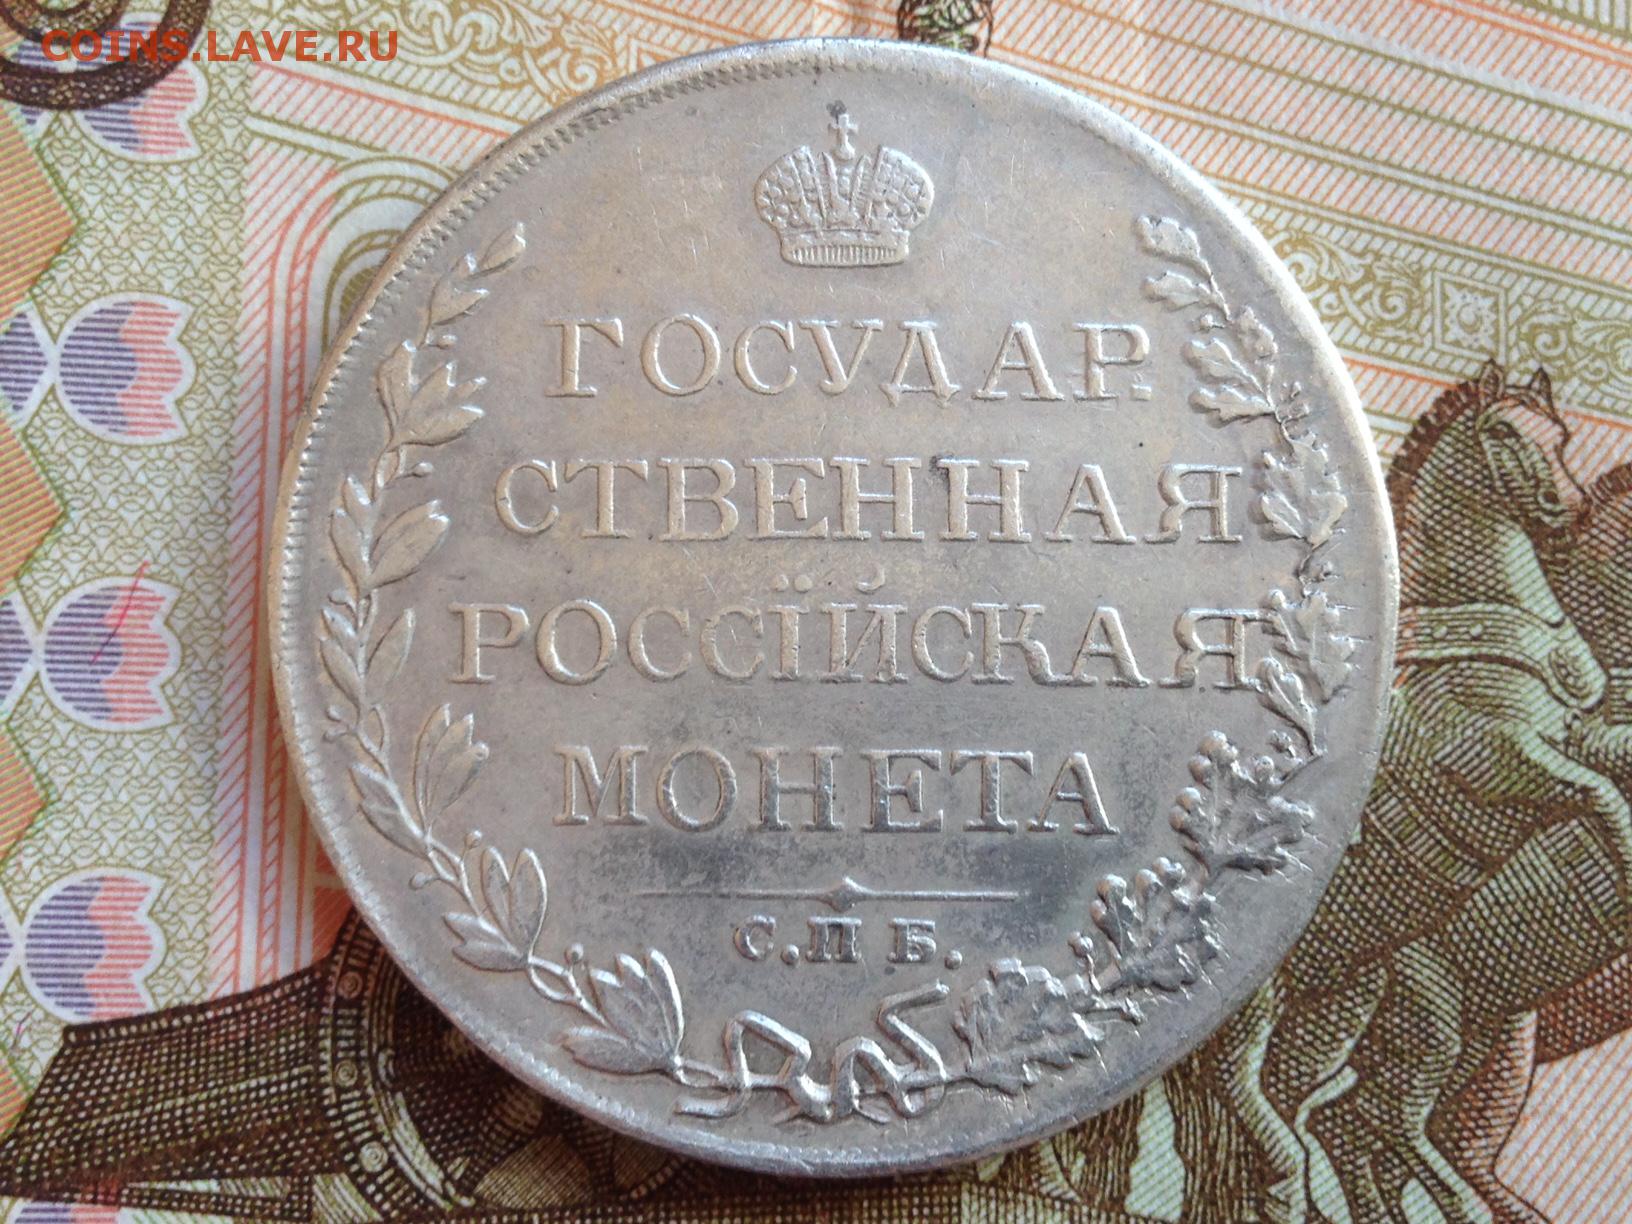 COINS.LAVE.RU
ГОСУДАР.
СТВЕННАЯ
РОССІЙСКАЯ
МОНЕТА
С.П Б.